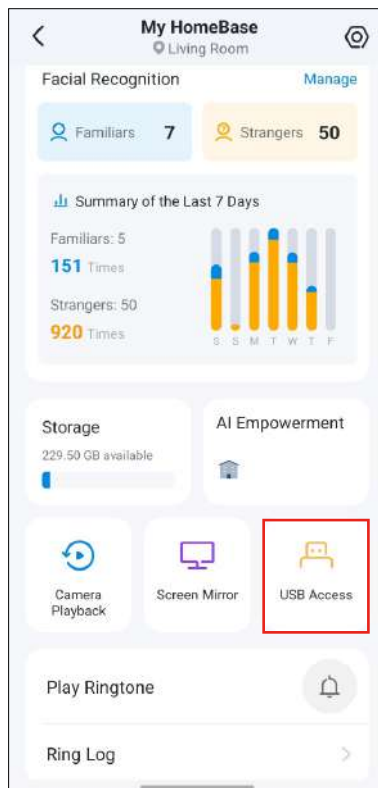 My HomeBase
Living Room
Facial Recognition
Manage
Familiars 7
Strangers 50
Summary of the Last 7 Days
Familiars: 5
151 Times
Strangers: 50
920 Times
S S M T W T F
Storage
229.50 GB available
AI Empowerment
Camera
Playback
Screen Mirror
USB Access
Play Ringtone
Ring Log